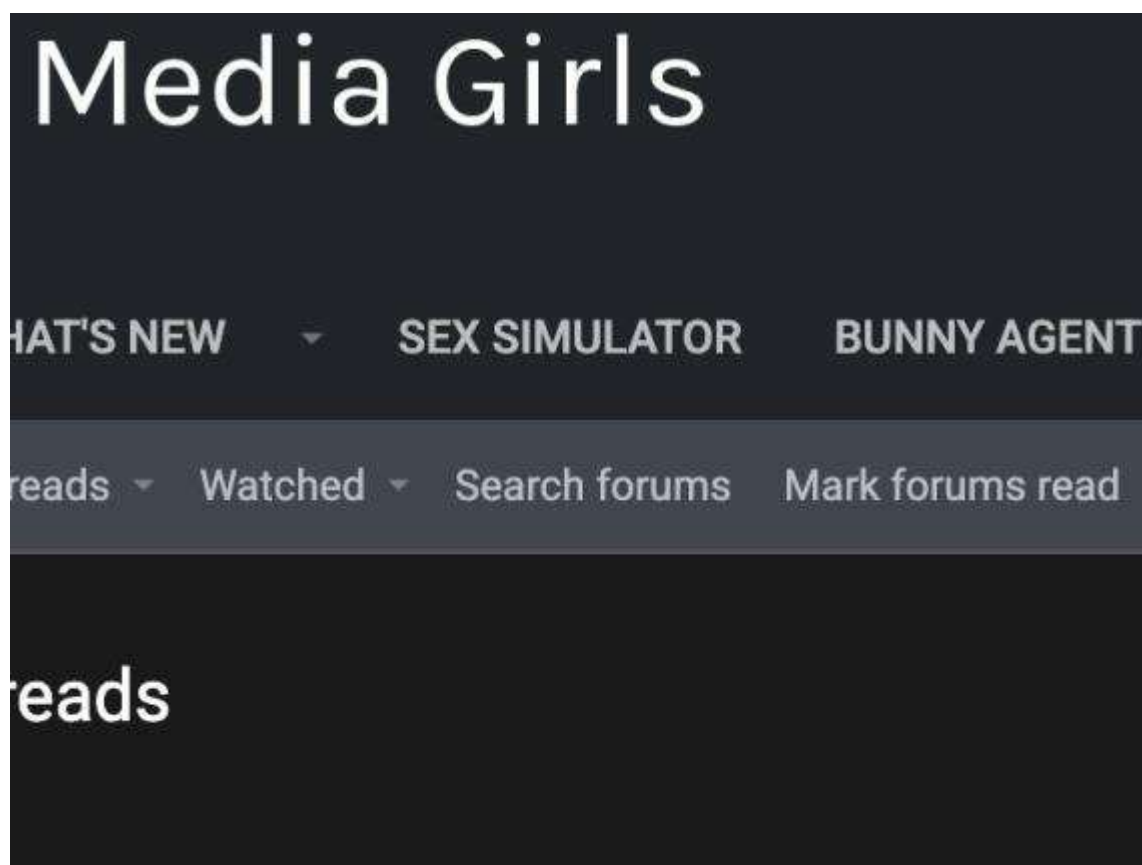 Media Girls
HAT'S NEW SEX SIMULATOR BUNNY AGENT
reads Watched Search forums Mark forums read
reads